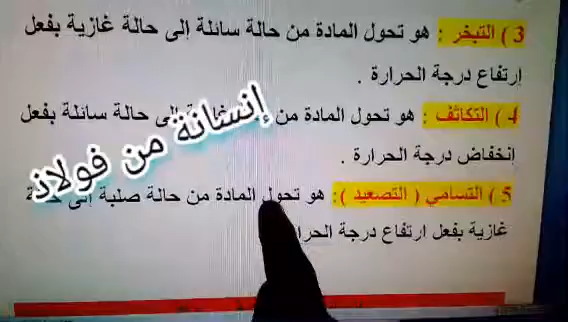 3 ) التبخر : هو تحول المادة من حالة سائلة إلى حالة غازية بفعل
إرتفاع درجة الحرارة .
4 ) التكاثف : هو تحول المادة من إلى حالة سائلة بفعل
إنخفاض درجة الحرارة .
إنسانة من فولاذ
5 ) التسامي ( التصعيد ) : هو تحول المادة من حالة صلبة إلى
غازية بفعل ارتفاع درجة